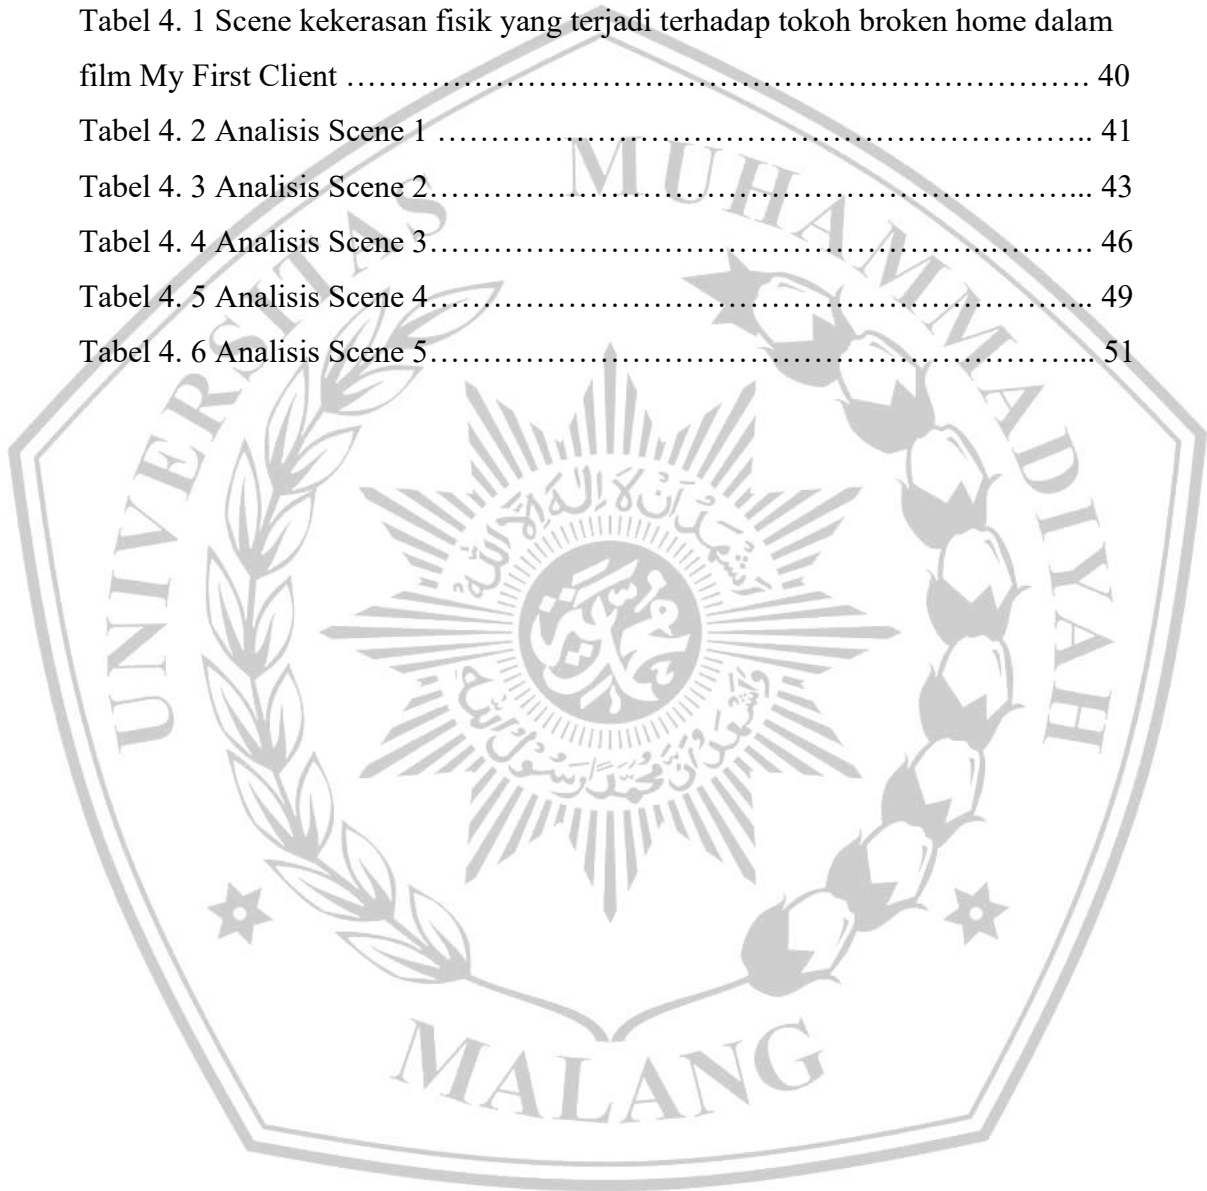 Tabel 4. 1 Scene kekerasan fisik yang terjadi terhadap tokoh broken home dalam
film My First Client ………………………………………………………………. 40
Tabel 4. 2 Analisis Scene 1 …………………………………………………….. 41
Tabel 4. 3 Analisis Scene 2……………………………………………………... 43
Tabel 4. 4 Analisis Scene 3……………………………………………..………. 46
Tabel 4. 5 Analisis Scene 4……………………………………………………... 49
Tabel 4. 6 Analisis Scene 5……………………………………………………….... 51
UNIVERSITAS MUHAMMADIYAH
اَشْهَدُ اَنْ لَا اِلٰهَ اِلَّا اللهُ
وَاَشْهَدُ اَنَّ مُحَمَّدًا رَسُوْلُ اللهِ
MALANG